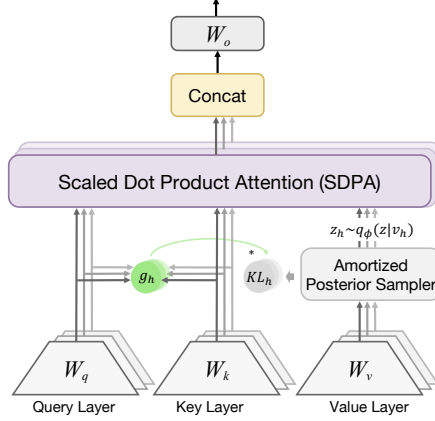 W_o
Concat
Scaled Dot Product Attention (SDPA)
z_h~q_ϕ(z|v_h)
g_h
*
KL_h
Amortized
Posterior Sampler
W_q
W_k
W_v
Query Layer
Key Layer
Value Layer